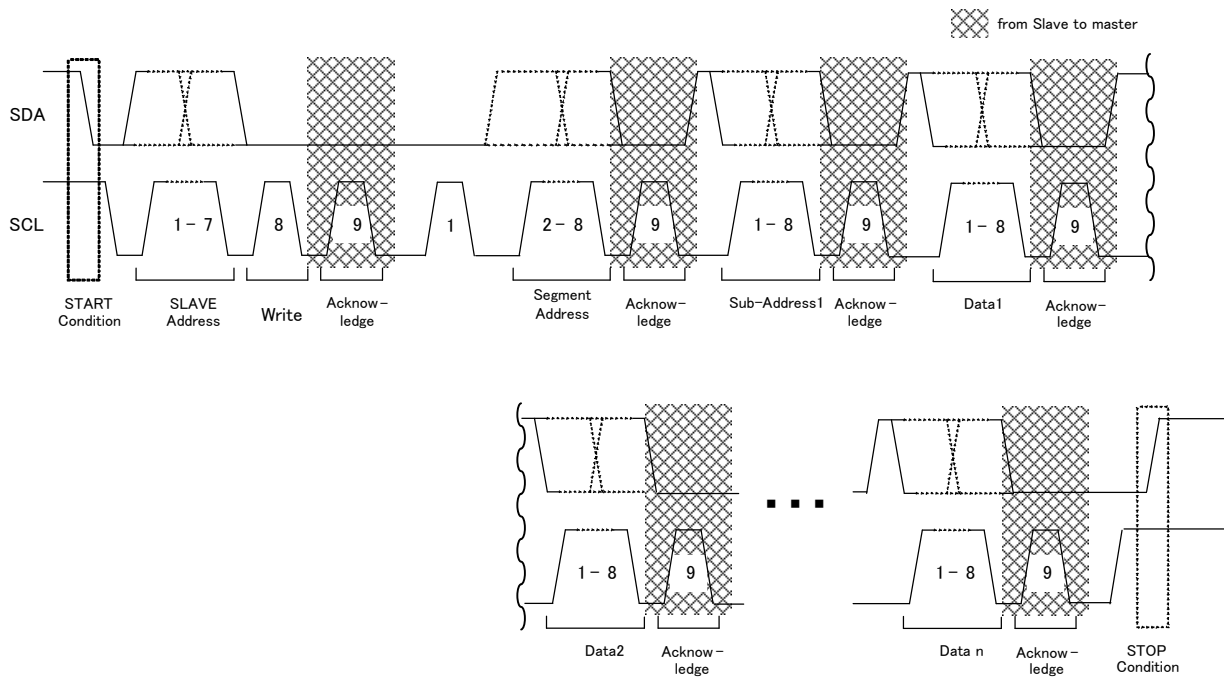 from Slave to master
SDA
SCL
1-7
8
9
1
2-8
9
1-8
9
1-8
9
START
Condition
SLAVE
Address
Write
Acknow-
ledge
Segment
Address
Acknow-
ledge
Sub-Address1
Acknow-
ledge
Data1
Acknow-
ledge
1-8
9
1-8
9
Data2
Acknow-
ledge
Data n
Acknow-
ledge
STOP
Condition